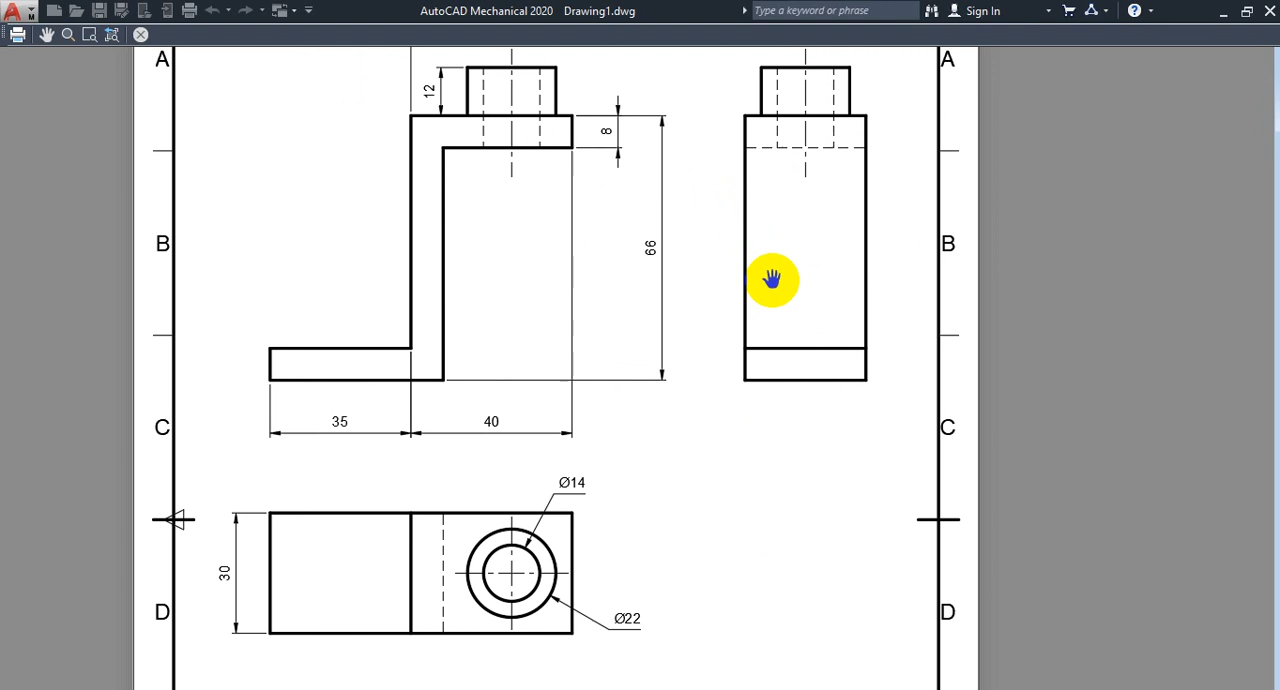 AutoCAD Mechanical 2020 Drawing1.dwg
Type a keyword or phrase
Sign In
?
A
M
A
A
12
8
B
B
66
C
C
35
40
Ø14
30
Ø22
D
D